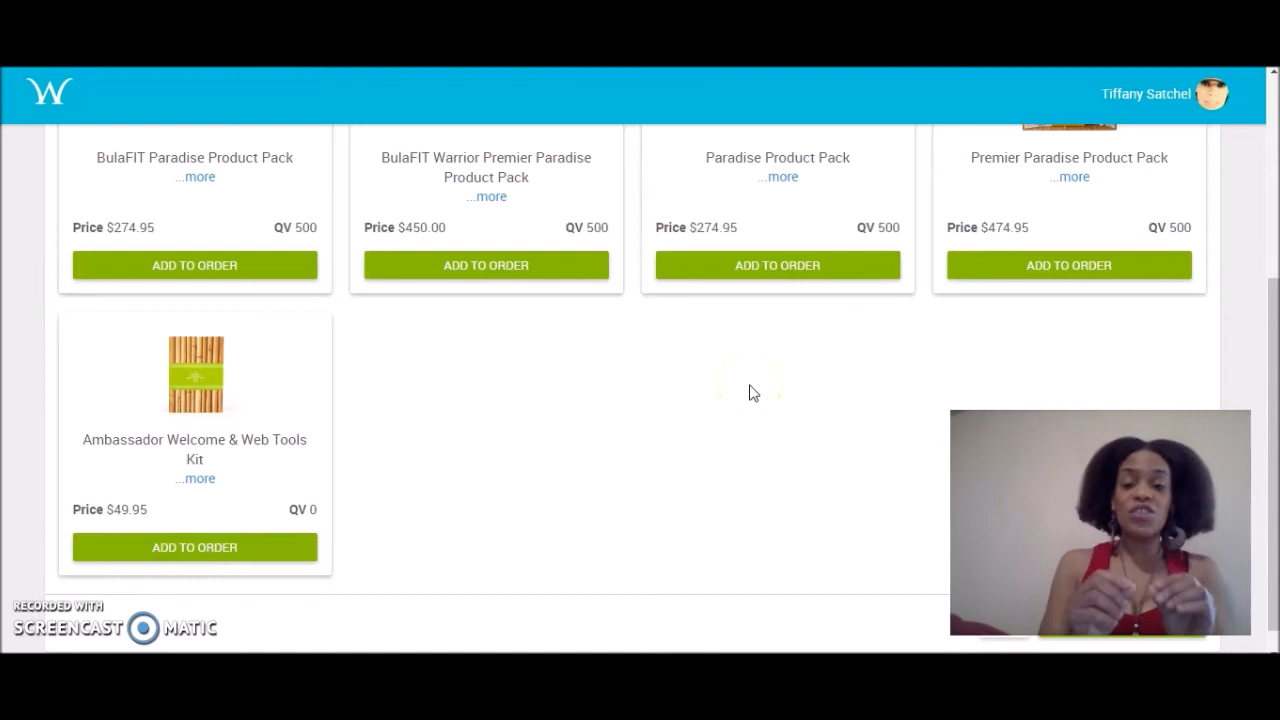 W
Tiffany Satchel
BulaFIT Paradise Product Pack
...more
Price $274.95 QV 500
ADD TO ORDER
BulaFIT Warrior Premier Paradise
Product Pack
...more
Price $450.00 QV 500
ADD TO ORDER
Paradise Product Pack
...more
Price $274.95 QV 500
ADD TO ORDER
Premier Paradise Product Pack
...more
Price $474.95 QV 500
ADD TO ORDER
Ambassador Welcome & Web Tools
Kit
...more
Price $49.95 QV 0
ADD TO ORDER
RECORDED WITH
SCREENCAST MATIC